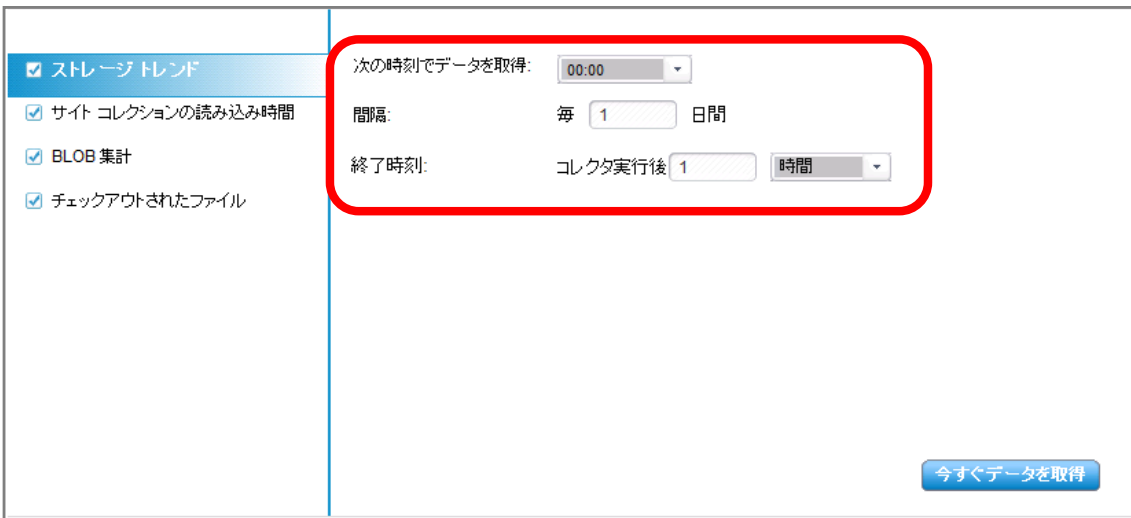 ストレージ トレンド
サイト コレクションの読み込み時間
BLOB 集計
チェックアウトされたファイル
次の時刻でデータを取得: 00:00
間隔: 毎 1 日間
終了時刻: コレクタ実行後 1 時間
今すぐデータを取得